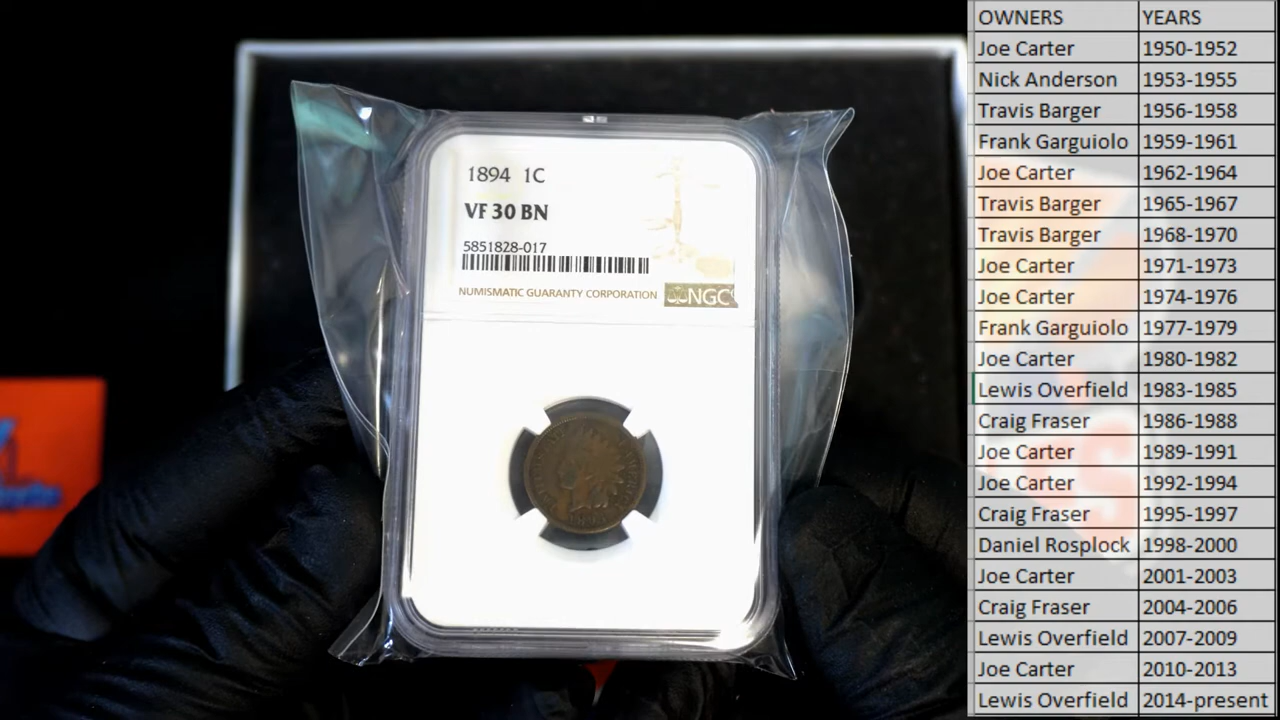 1894 1C
VF 30 BN
5851828-017
NUMISMATIC GUARANTY CORPORATION NGC
OWNERS YEARS
Joe Carter 1950-1952
Nick Anderson 1953-1955
Travis Barger 1956-1958
Frank Garguiolo 1959-1961
Joe Carter 1962-1964
Travis Barger 1965-1967
Travis Barger 1968-1970
Joe Carter 1971-1973
Joe Carter 1974-1976
Frank Garguiolo 1977-1979
Joe Carter 1980-1982
Lewis Overfield 1983-1985
Craig Fraser 1986-1988
Joe Carter 1989-1991
Joe Carter 1992-1994
Craig Fraser 1995-1997
Daniel Rosplock 1998-2000
Joe Carter 2001-2003
Craig Fraser 2004-2006
Lewis Overfield 2007-2009
Joe Carter 2010-2013
Lewis Overfield 2014-present